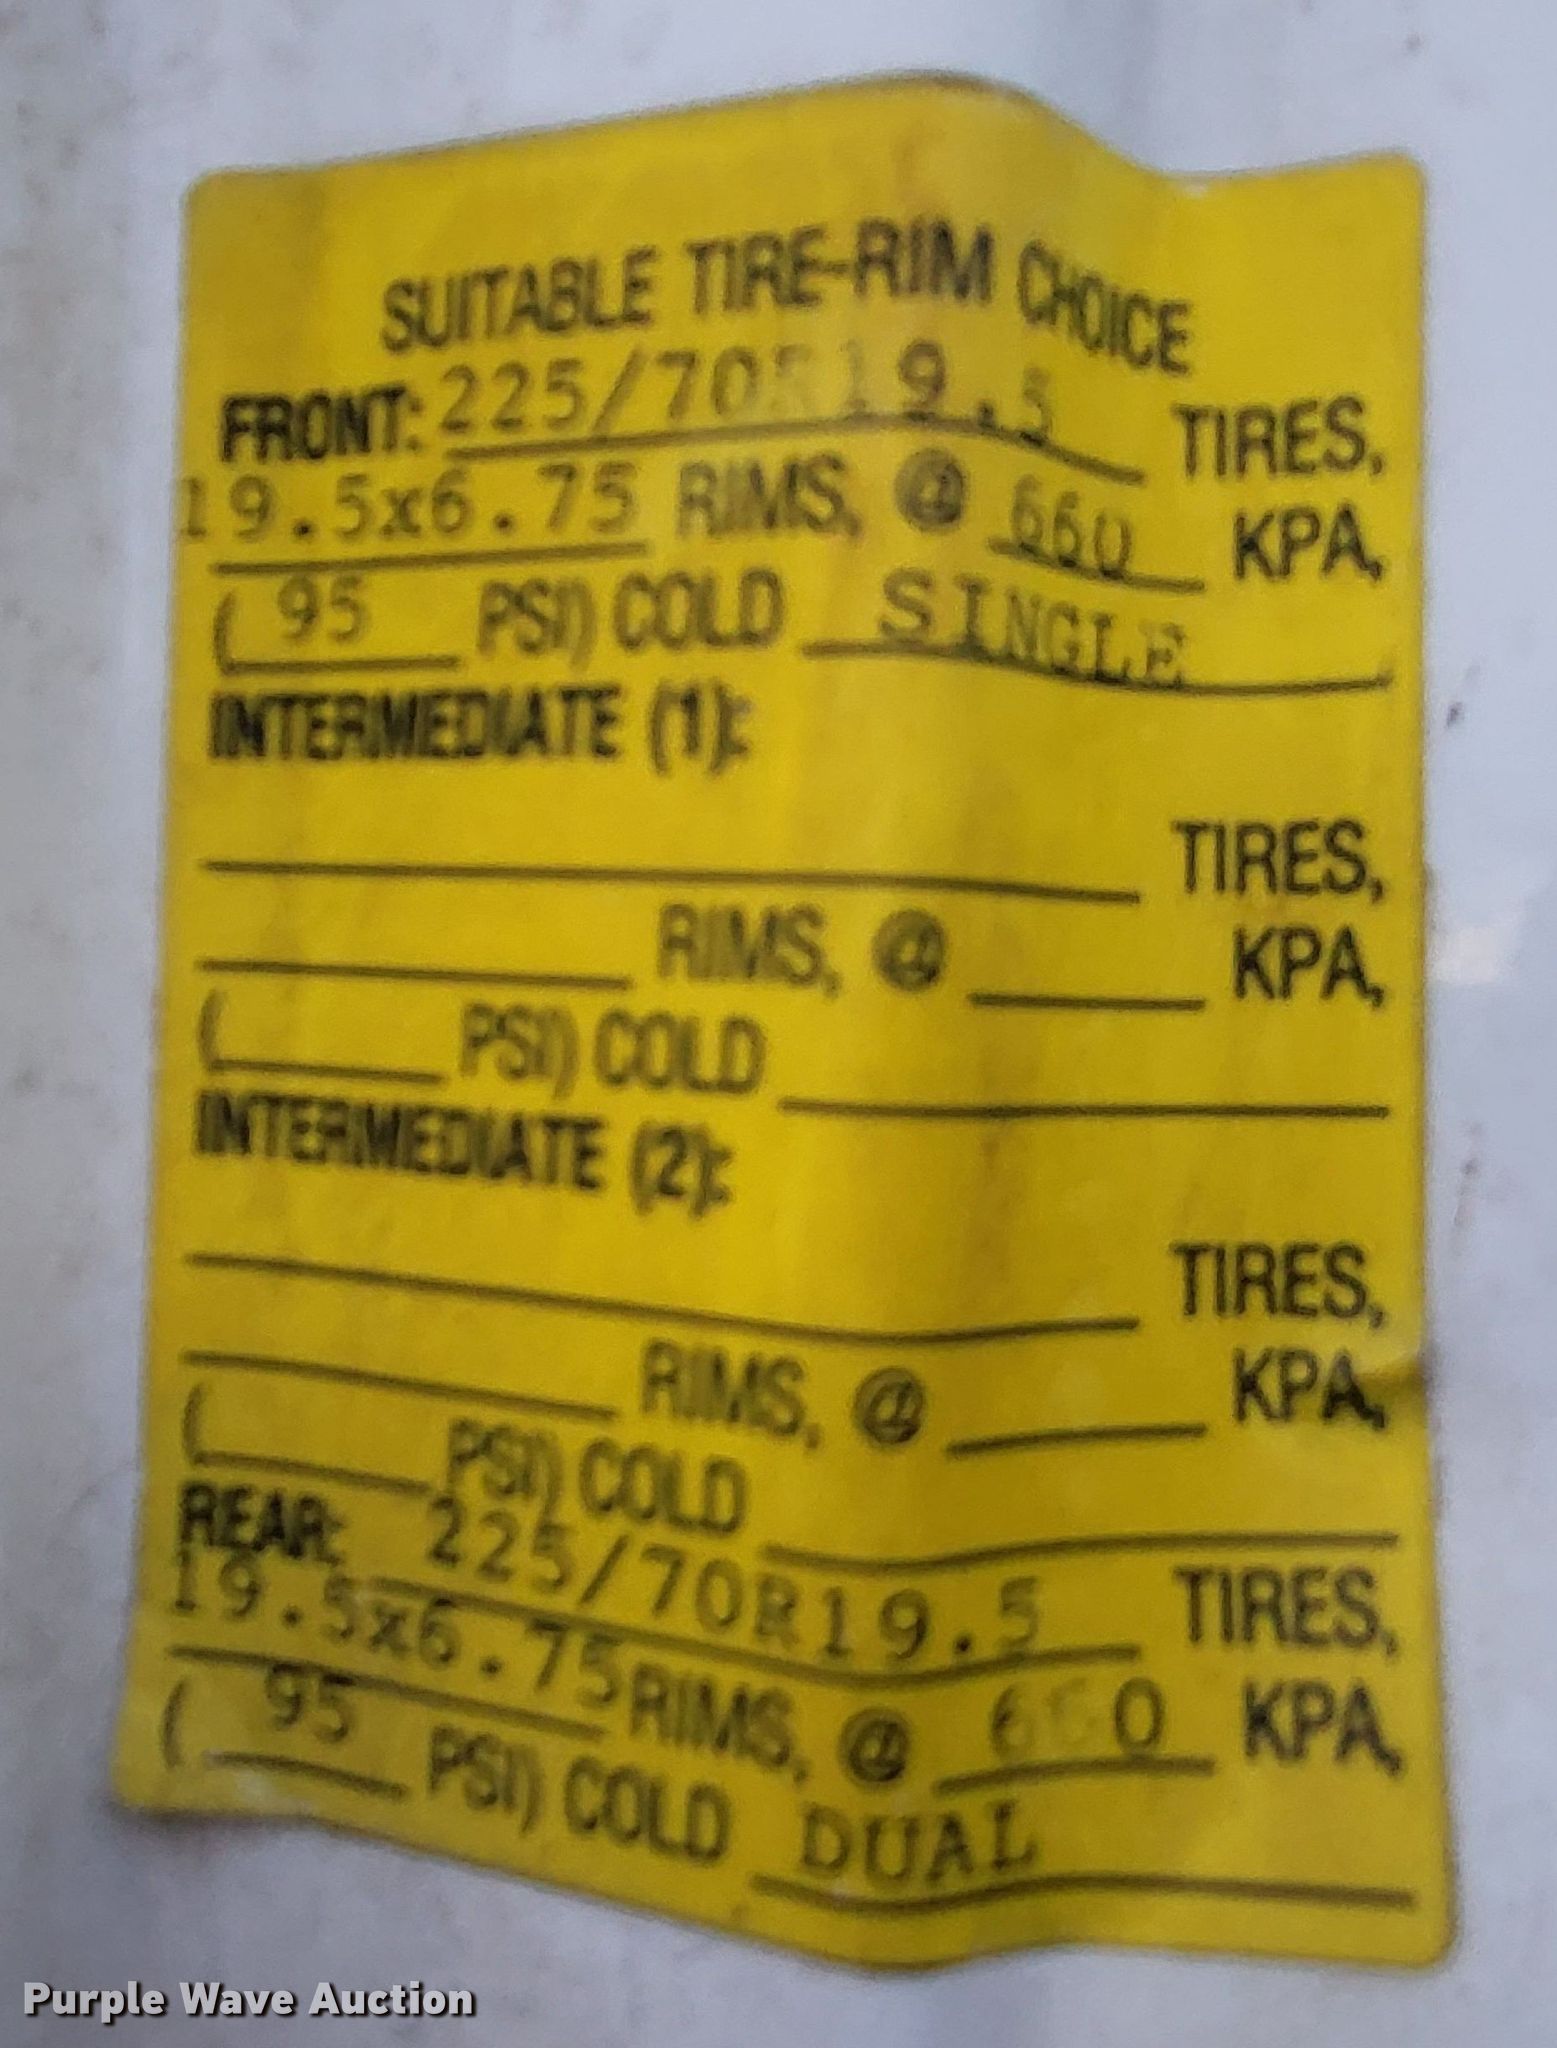 SUITABLE TIRE-RIM CHOICE
FRONT: 225/70R19.5 TIRES,
19.5x6.75 RIMS, @ 660 KPA,
( 95 PSI) COLD SINGLE
INTERMEDIATE (1):
TIRES,
RIMS, @ KPA,
( PSI) COLD
INTERMEDIATE (2):
TIRES,
RIMS, @ KPA,
( PSI) COLD
REAR: 225/70R19.5 TIRES,
19.5x6.75 RIMS, @ 660 KPA,
( 95 PSI) COLD DUAL
Purple Wave Auction